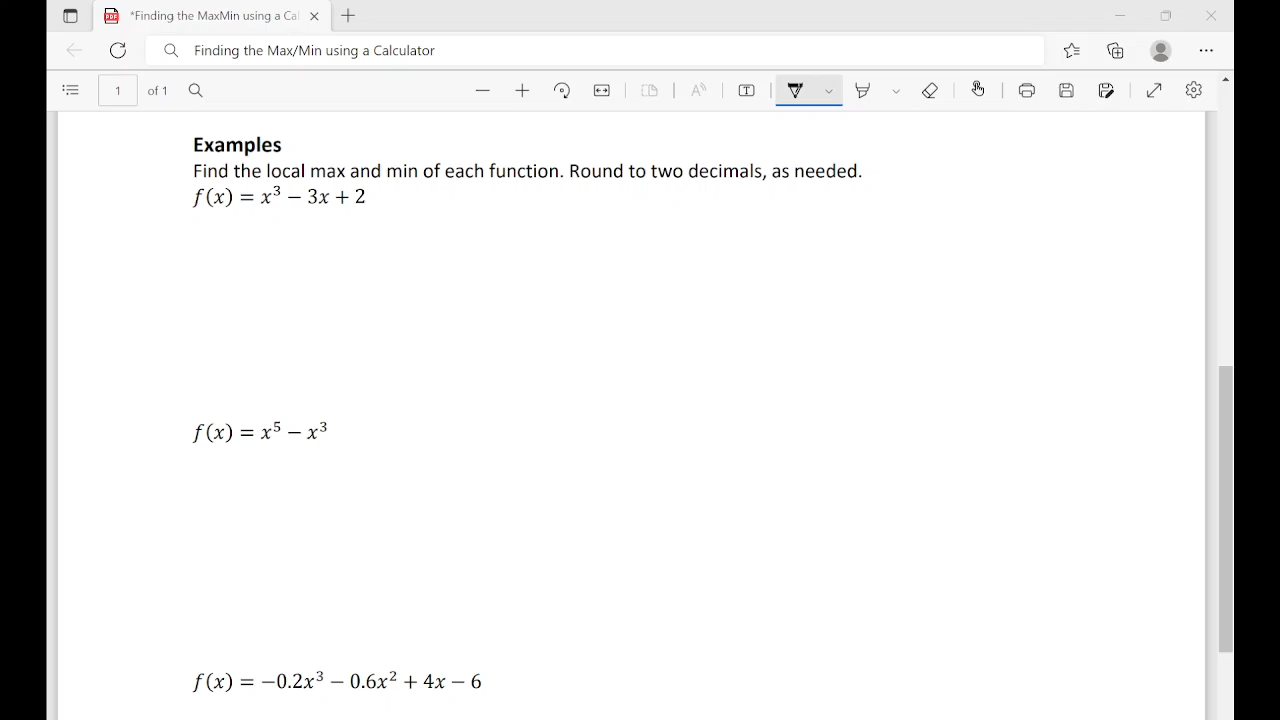 *Finding the MaxMin using a Cal
Finding the Max/Min using a Calculator
1 of 1
Examples
Find the local max and min of each function. Round to two decimals, as needed.
f(x) = x³ − 3x + 2
f(x) = x⁵ − x³
f(x) = −0.2x³ − 0.6x² + 4x − 6